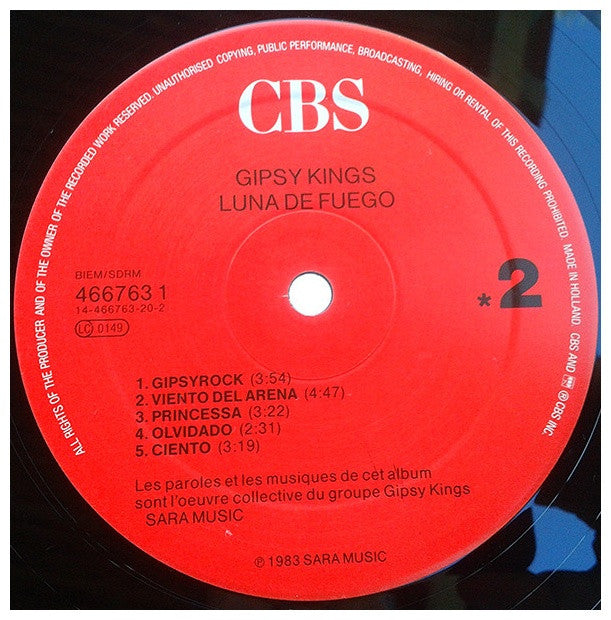 ALL RIGHTS OF THE PRODUCER AND OF THE OWNER OF THE RECORDED WORK RESERVED. UNAUTHORISED COPYING, PUBLIC PERFORMANCE, BROADCASTING, HIRING OR RENTAL OF THIS RECORDING PROHIBITED. MADE IN HOLLAND. CBS AND ® CBS INC.
CBS
GIPSY KINGS
LUNA DE FUEGO
BIEM/SDRM
466763 1
14-466763-20-2
LC 0149
*2
1. GIPSYROCK (3:54)
2. VIENTO DEL ARENA (4:47)
3. PRINCESSA (3:22)
4. OLVIDADO (2:31)
5. CIENTO (3:19)
Les paroles et les musiques de cet album
sont l'oeuvre collective du groupe Gipsy Kings
SARA MUSIC
℗ 1983 SARA MUSIC